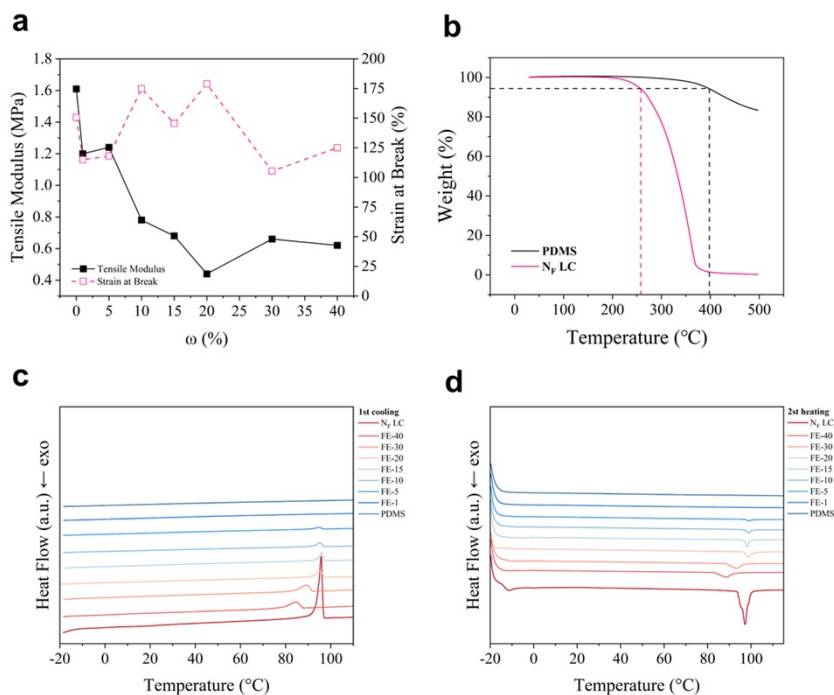 a
Tensile Modulus (MPa)
1.8
1.6
1.4
1.2
1.0
0.8
0.6
0.4
200
175
150
125
100
75
50
25
0
Strain at Break (%)
Tensile Modulus
Strain at Break
0 5 10 15 20 25 30 35 40
ω (%)
b
Weight (%)
100
80
60
40
20
0
PDMS
N_F LC
0 100 200 300 400 500
Temperature (°C)
c
Heat Flow (a.u.) ← exo
1st cooling
N_F LC
FE-40
FE-30
FE-20
FE-15
FE-10
FE-5
FE-1
PDMS
-20 0 20 40 60 80 100
Temperature (°C)
d
Heat Flow (a.u.) ← exo
2st heating
N_F LC
FE-40
FE-30
FE-20
FE-15
FE-10
FE-5
FE-1
PDMS
-20 0 20 40 60 80 100
Temperature (°C)